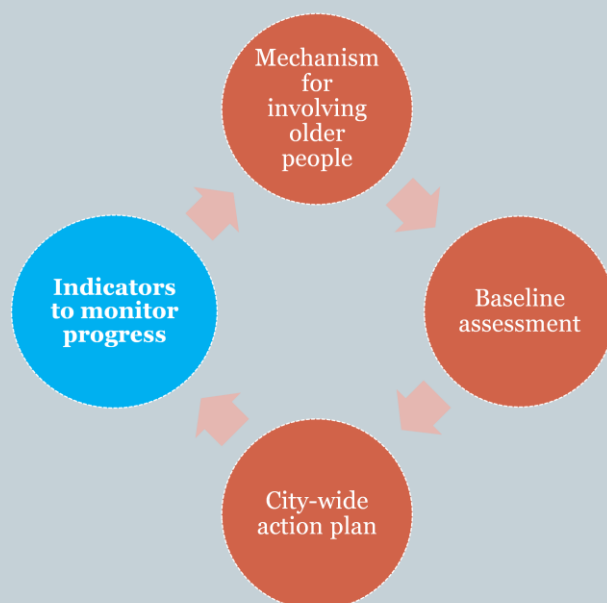 Mechanism
for
involving
older
people
Baseline
assessment
City-wide
action plan
Indicators
to monitor
progress